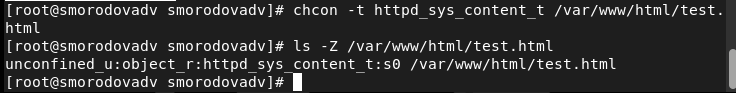 [root@smorodovadv smorodovadv]# chcon -t httpd_sys_content_t /var/www/html/test.
html
[root@smorodovadv smorodovadv]# ls -Z /var/www/html/test.html
unconfined_u:object_r:httpd_sys_content_t:s0 /var/www/html/test.html
[root@smorodovadv smorodovadv]#